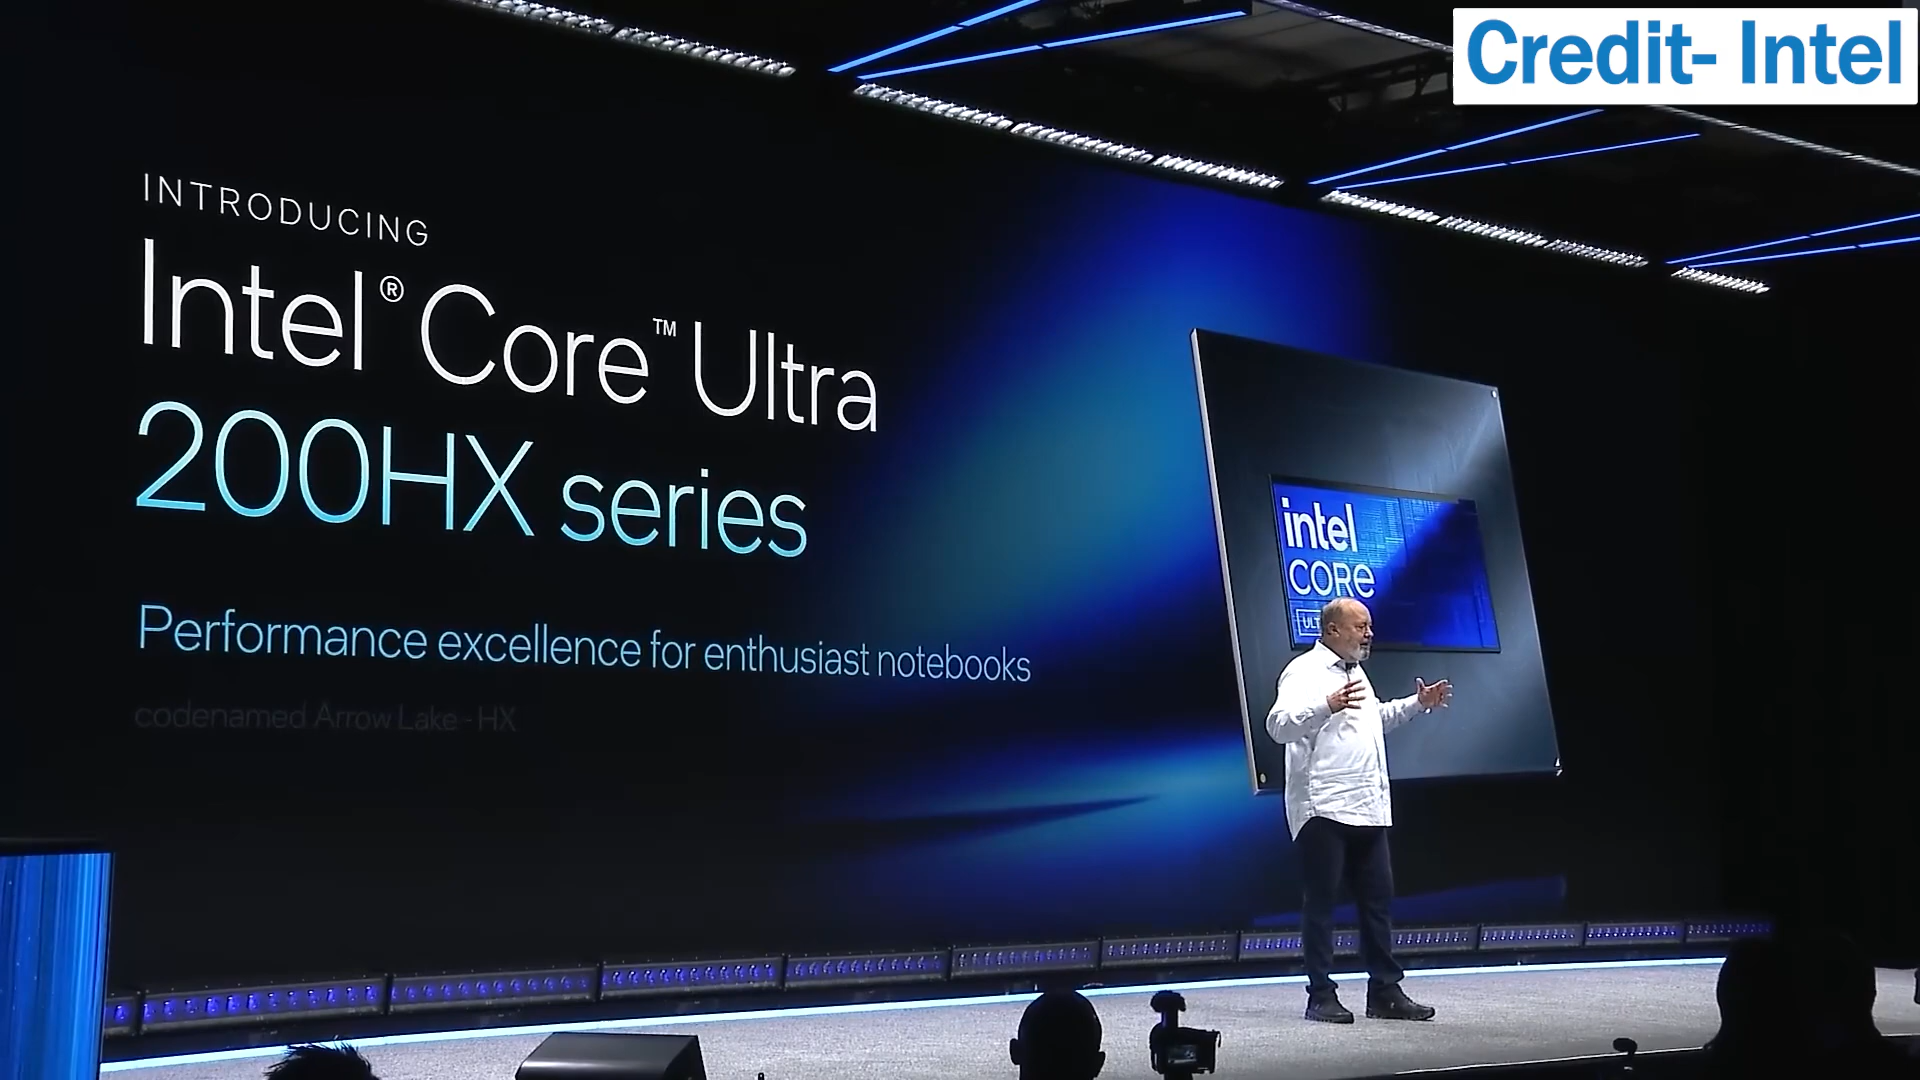 Credit- Intel
INTRODUCING
Intel® Core™ Ultra
200HX series
Performance excellence for enthusiast notebooks
codenamed Arrow Lake - HX
intel
CORE